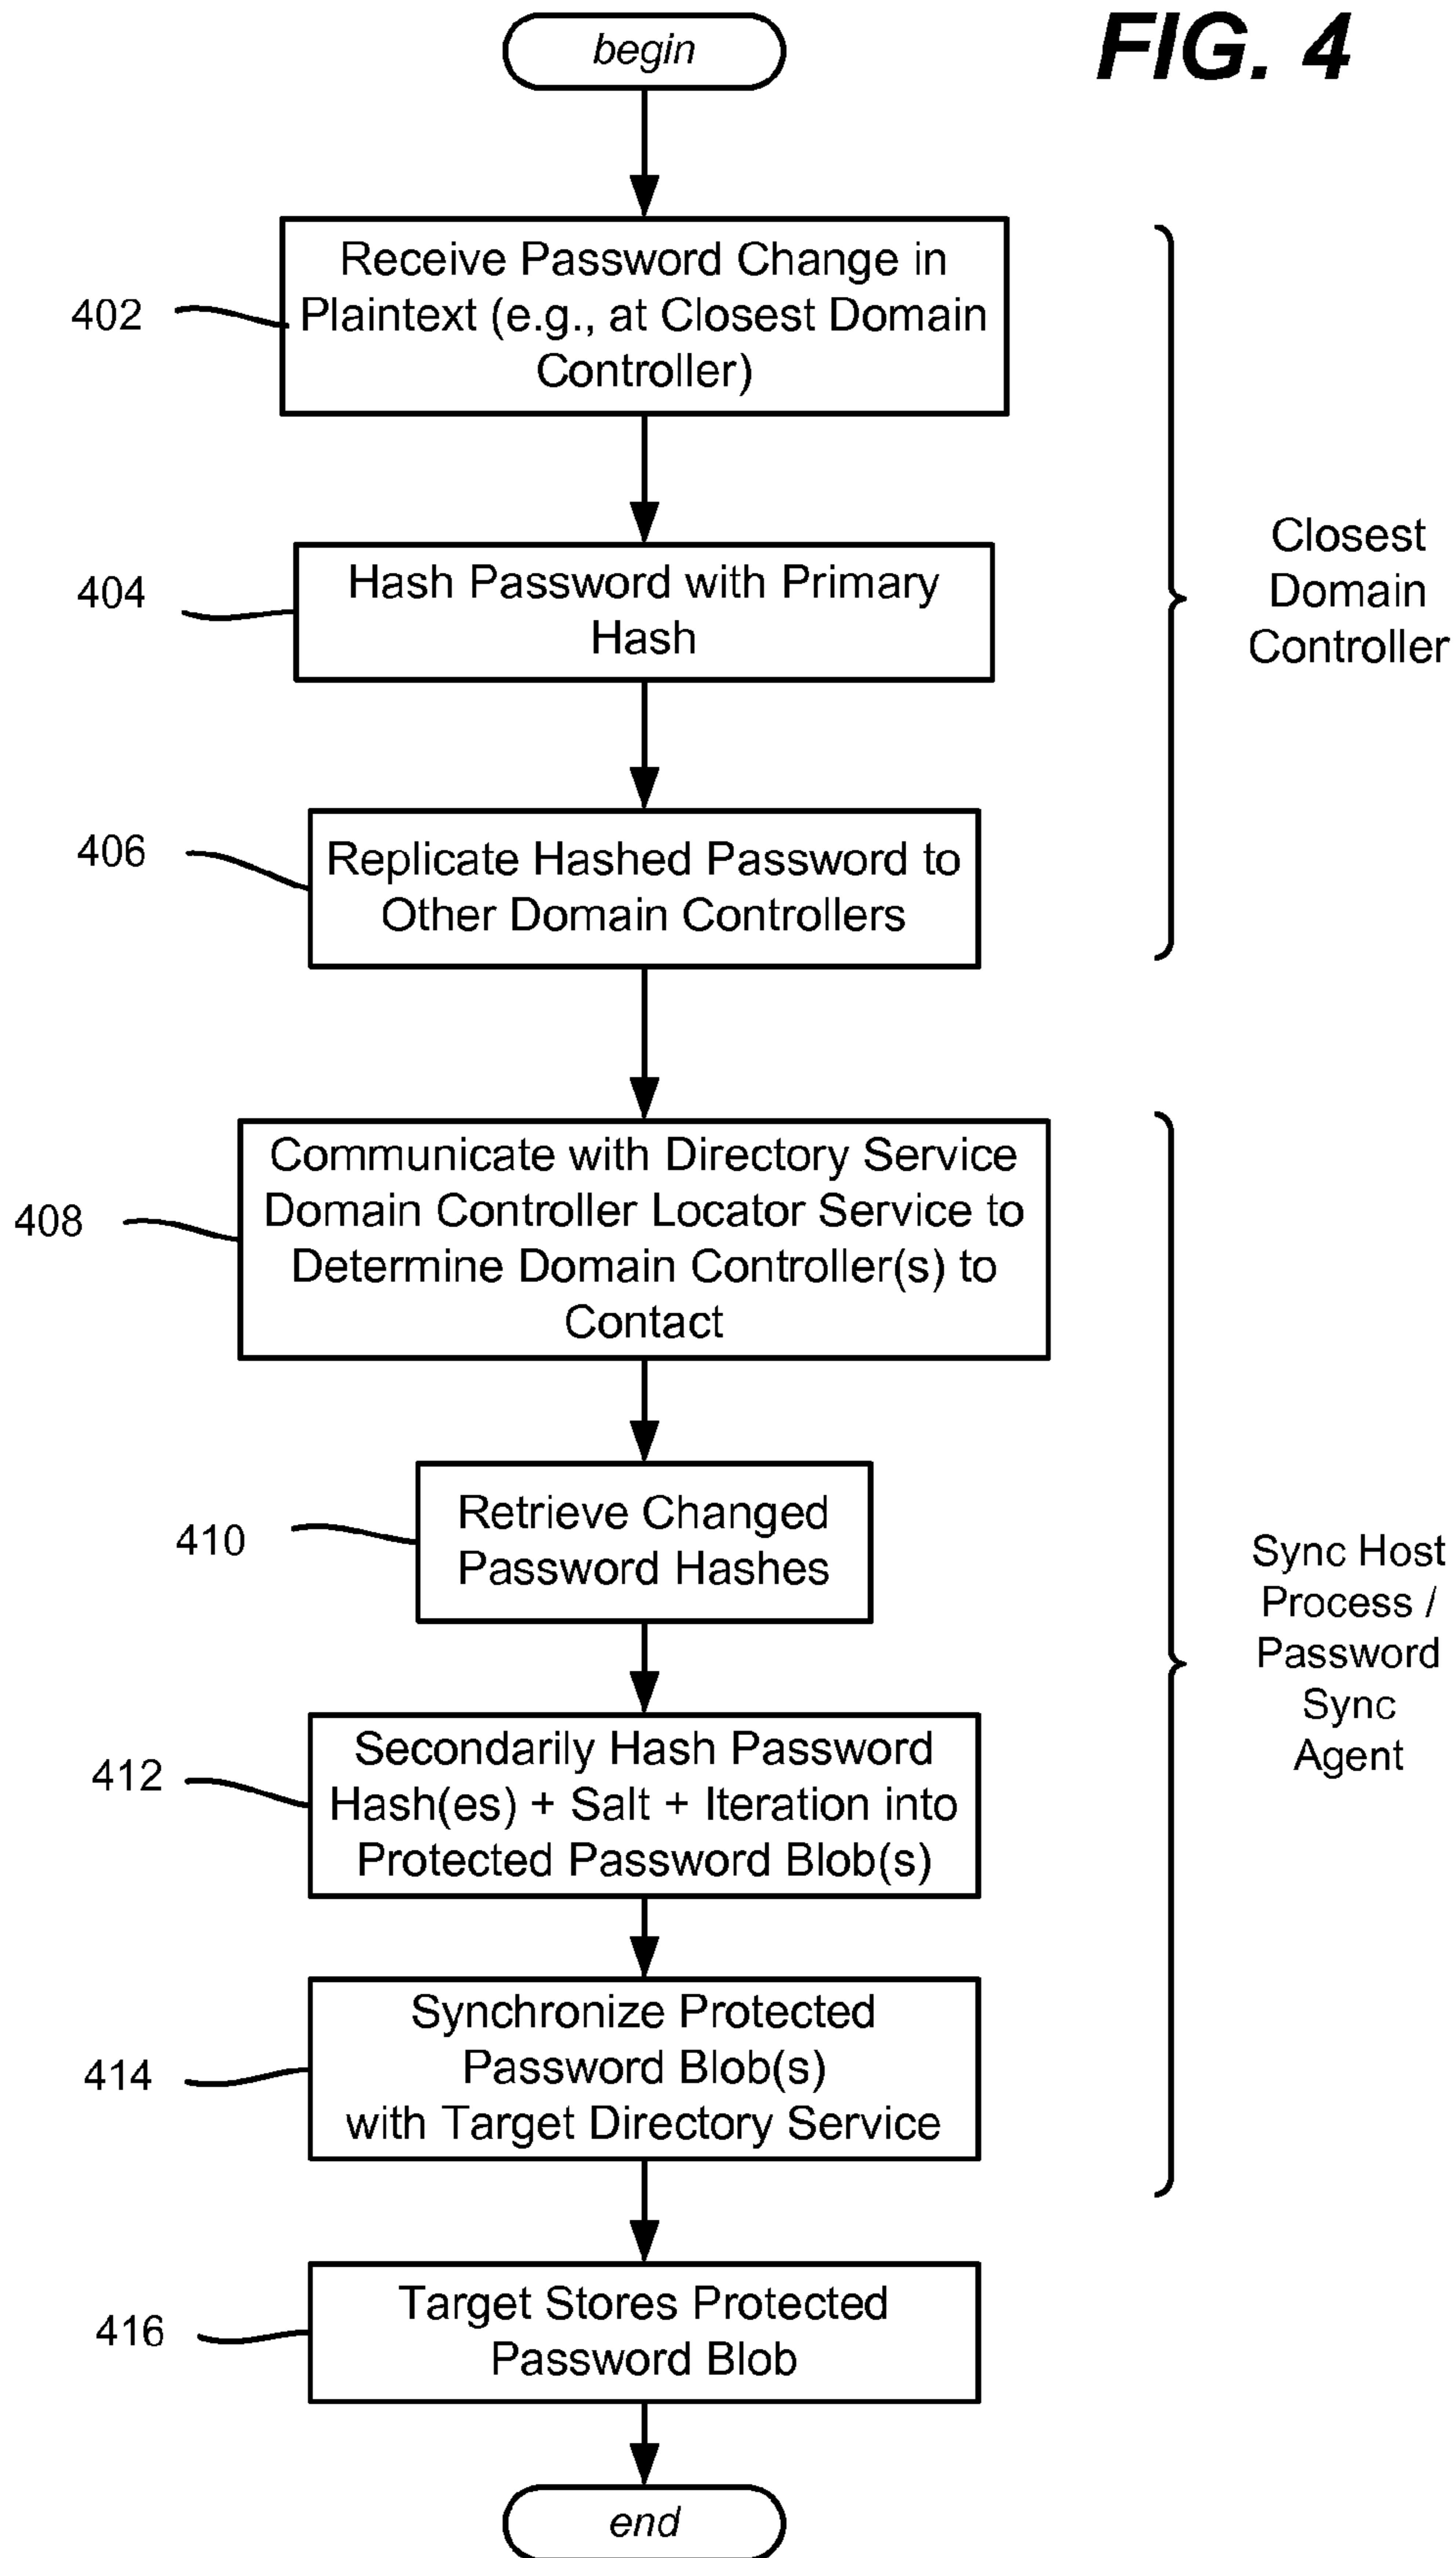 FIG. 4
begin
402
Receive Password Change in
Plaintext (e.g., at Closest Domain
Controller)
404
Hash Password with Primary
Hash
406
Replicate Hashed Password to
Other Domain Controllers
Closest
Domain
Controller
408
Communicate with Directory Service
Domain Controller Locator Service to
Determine Domain Controller(s) to
Contact
410
Retrieve Changed
Password Hashes
412
Secondarily Hash Password
Hash(es) + Salt + Iteration into
Protected Password Blob(s)
414
Synchronize Protected
Password Blob(s)
with Target Directory Service
Sync Host
Process /
Password
Sync
Agent
416
Target Stores Protected
Password Blob
end